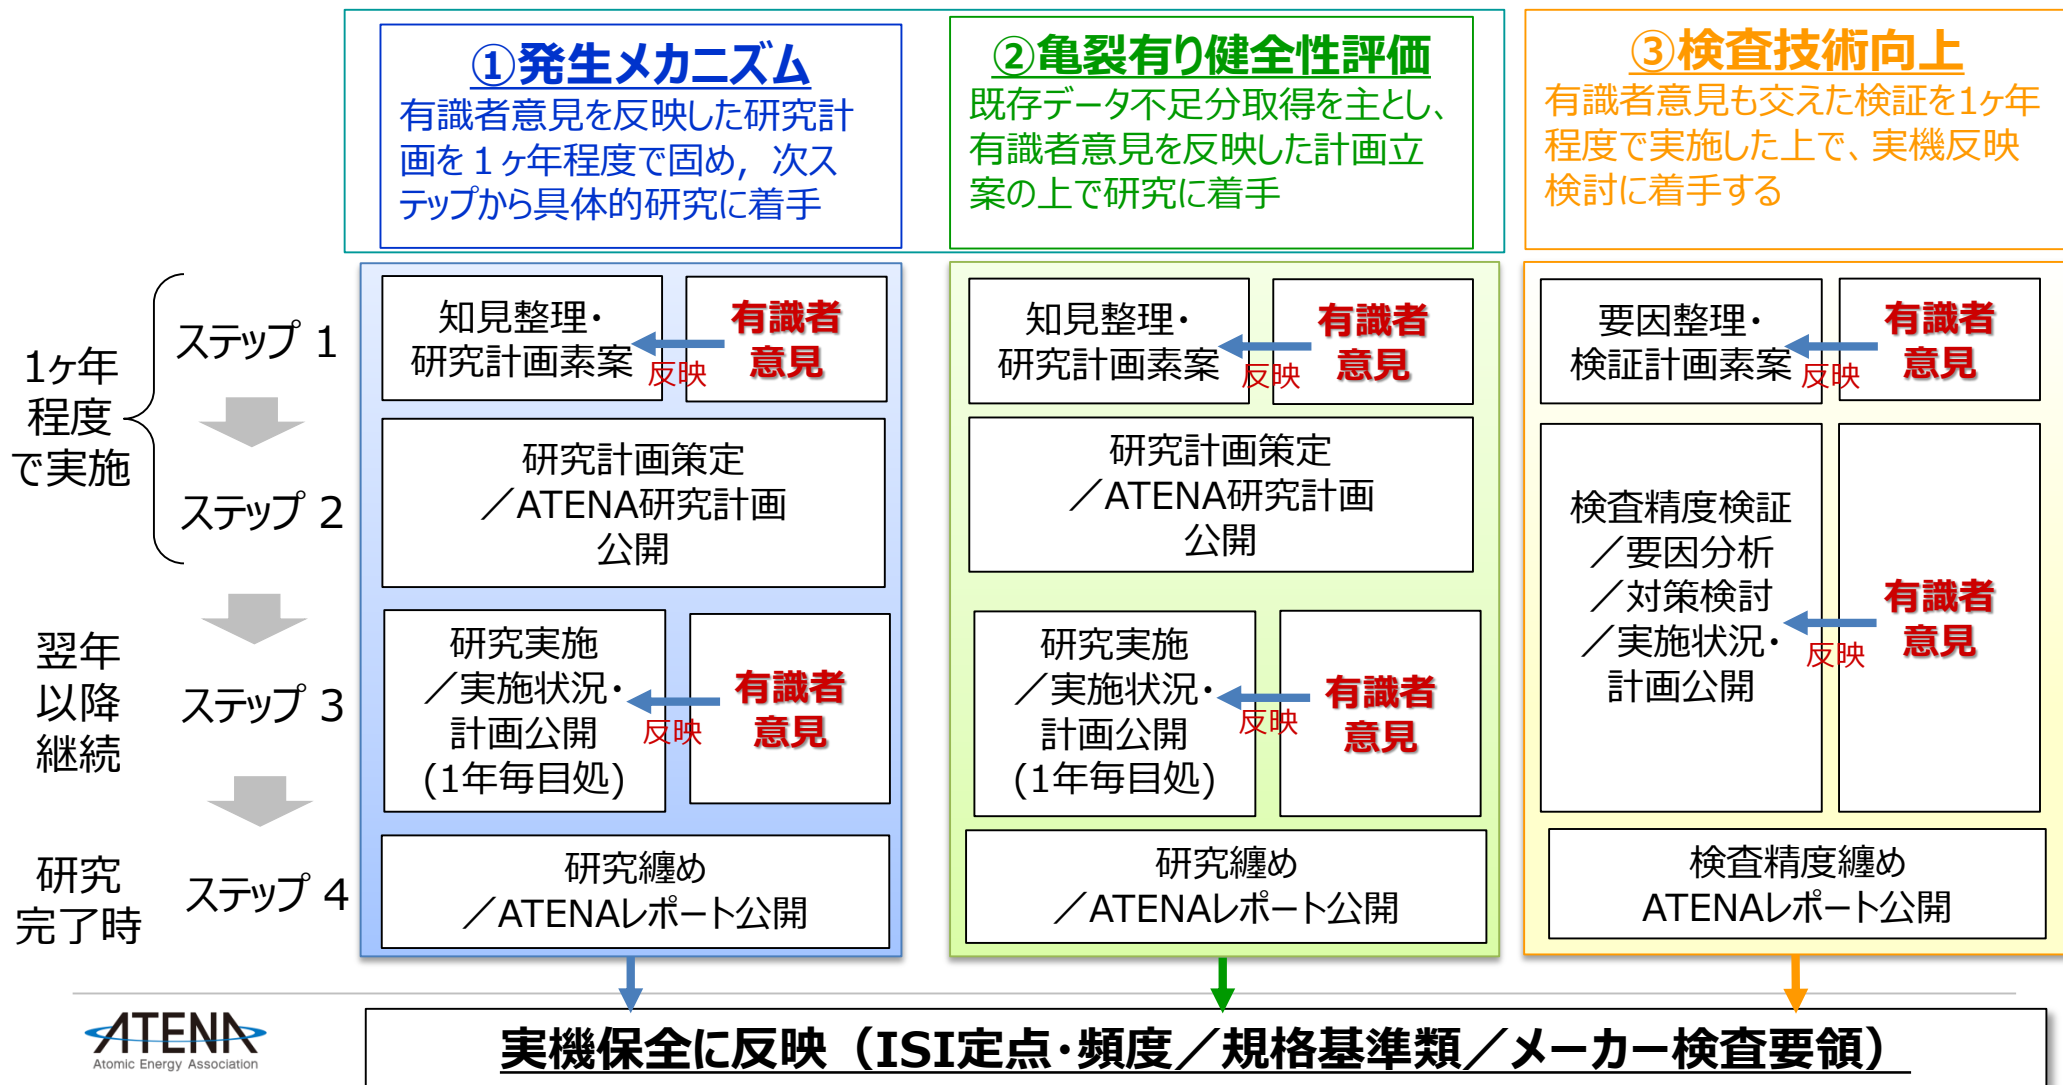 ①発生メカニズム
有識者意見を反映した研究計
画を１ヶ年程度で固め，次ス
テップから具体的研究に着手
②亀裂有り健全性評価
既存データ不足分取得を主とし、
有識者意見を反映した計画立
案の上で研究に着手
③検査技術向上
有識者意見も交えた検証を1ヶ年
程度で実施した上で、実機反映
検討に着手する
1ヶ年
程度
で実施
ステップ 1
知見整理・
研究計画素案
反映
有識者
意見
知見整理・
研究計画素案
反映
有識者
意見
要因整理・
検証計画素案
反映
有識者
意見
ステップ 2
研究計画策定
／ATENA研究計画
公開
研究計画策定
／ATENA研究計画
公開
検査精度検証
／要因分析
／対策検討
／実施状況・
計画公開
反映
有識者
意見
翌年
以降
継続
ステップ 3
研究実施
／実施状況・
計画公開
(1年毎目処)
反映
有識者
意見
研究実施
／実施状況・
計画公開
(1年毎目処)
反映
有識者
意見
研究
完了時
ステップ 4
研究纏め
／ATENAレポート公開
研究纏め
／ATENAレポート公開
検査精度纏め
ATENAレポート公開
ATENA
Atomic Energy Association
実機保全に反映（ISI定点・頻度／規格基準類／メーカー検査要領）